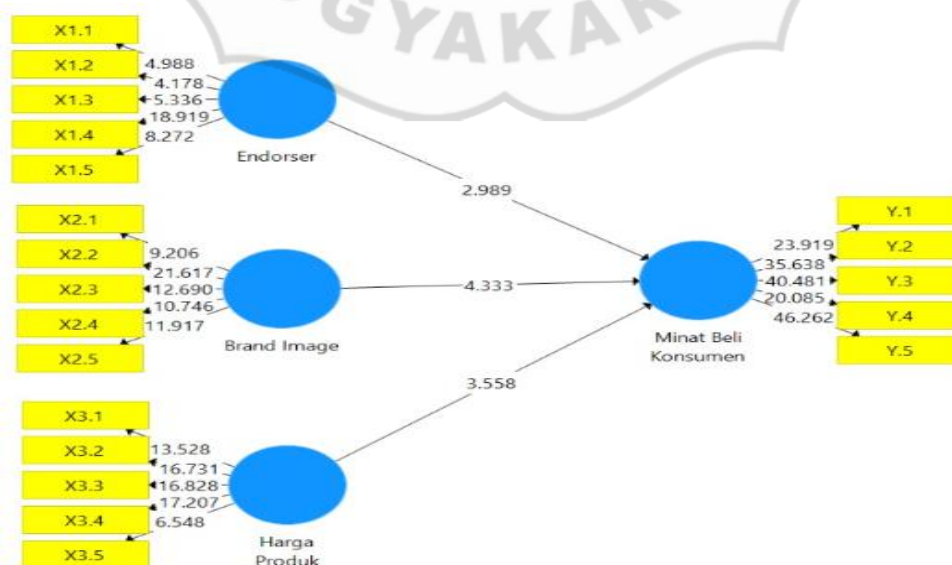 OGYAKAR
X1.1
X1.2
X1.3
X1.4
X1.5
4.988
4.178
5.336
18.919
8.272
Endorser
2.989
X2.1
X2.2
X2.3
X2.4
X2.5
9.206
21.617
12.690
10.746
11.917
Brand Image
4.333
X3.1
X3.2
X3.3
X3.4
X3.5
13.528
16.731
16.828
17.207
6.548
Harga
Produk
3.558
Minat Beli
Konsumen
23.919
35.638
40.481
20.085
46.262
Y.1
Y.2
Y.3
Y.4
Y.5